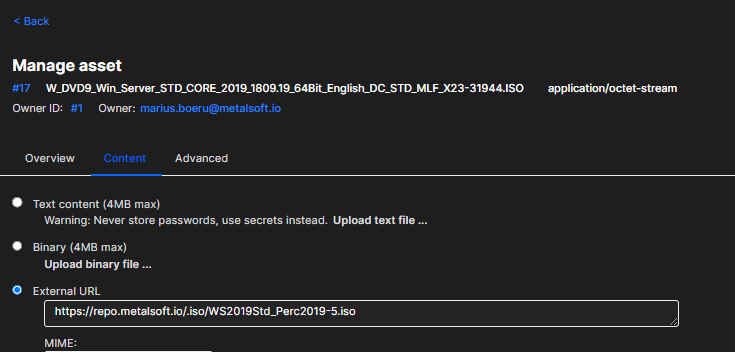 < Back
Manage asset
#17 W_DVD9_Win_Server_STD_CORE_2019_1809.19_64Bit_English_DC_STD_MLF_X23-31944.ISO application/octet-stream
Owner ID: #1 Owner: marius.boeru@metalsoft.io
Overview Content Advanced
Text content (4MB max)
Warning: Never store passwords, use secrets instead. Upload text file ...
Binary (4MB max)
Upload binary file ...
External URL
https://repo.metalsoft.io/.iso/WS2019Std_Perc2019-5.iso
MIME: